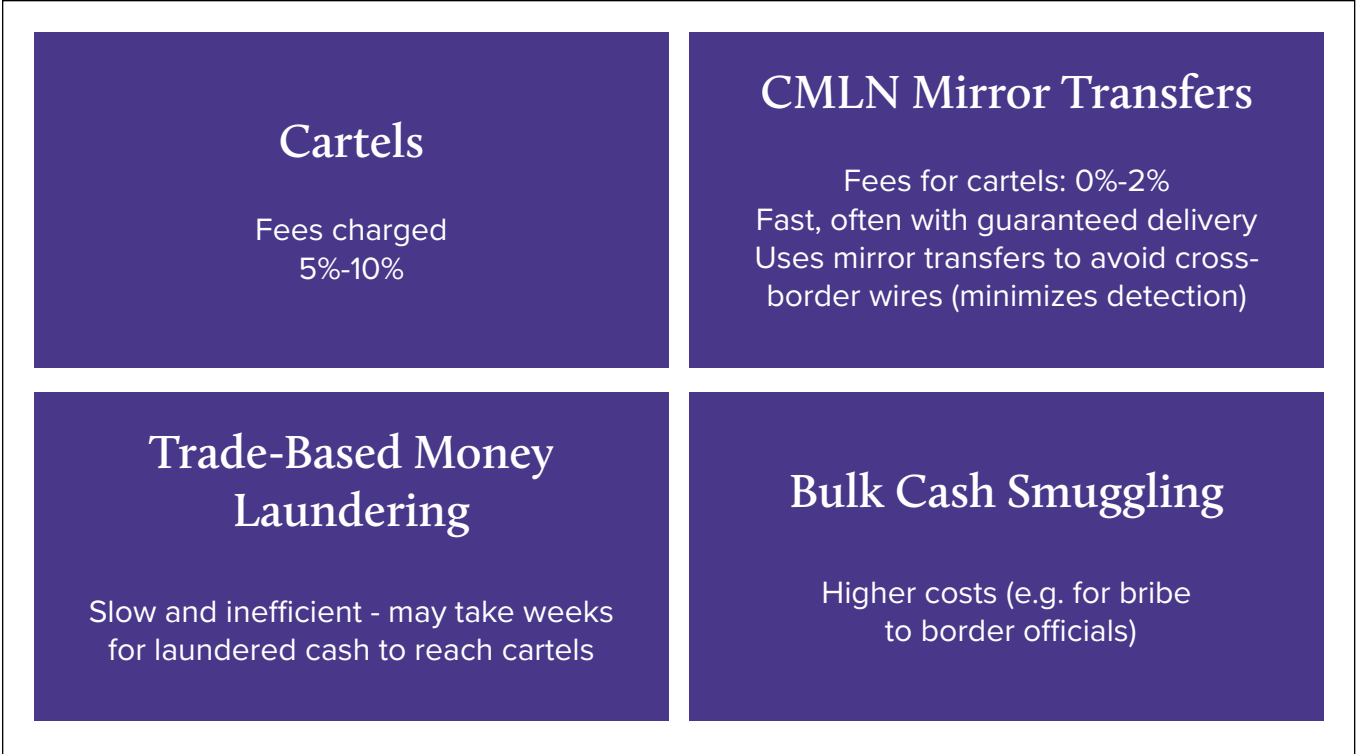 Cartels
Fees charged
5%-10%
CMLN Mirror Transfers
Fees for cartels: 0%-2%
Fast, often with guaranteed delivery
Uses mirror transfers to avoid cross-
border wires (minimizes detection)
Trade-Based Money
Laundering
Slow and inefficient - may take weeks
for laundered cash to reach cartels
Bulk Cash Smuggling
Higher costs (e.g. for bribe
to border officials)